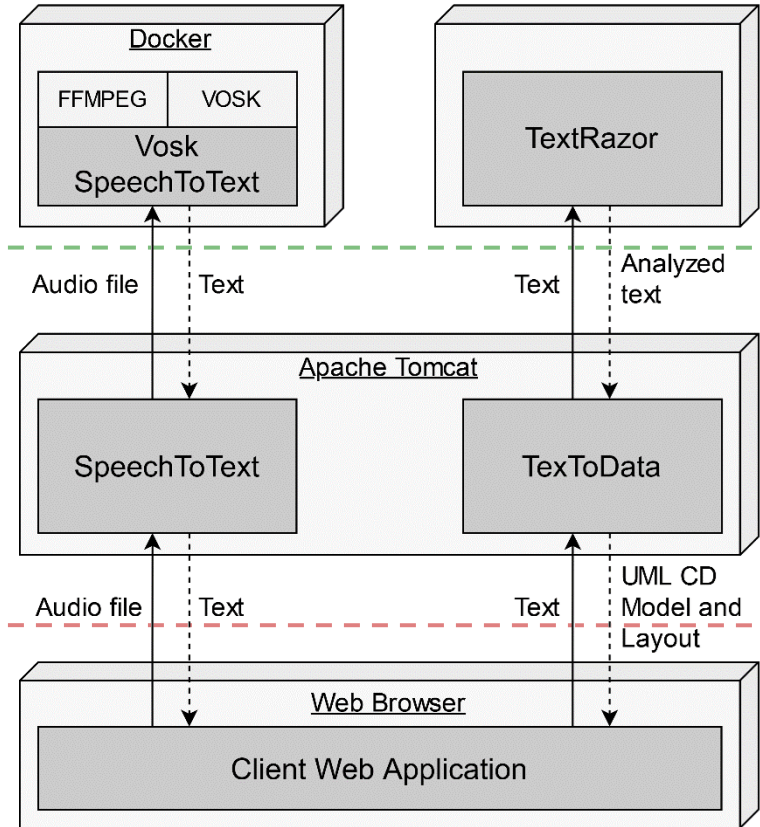 Docker
FFMPEG
VOSK
Vosk
SpeechToText
TextRazor
Audio file
Text
Text
Analyzed
text
Apache Tomcat
SpeechToText
TexToData
Audio file
Text
Text
UML CD
Model and
Layout
Web Browser
Client Web Application